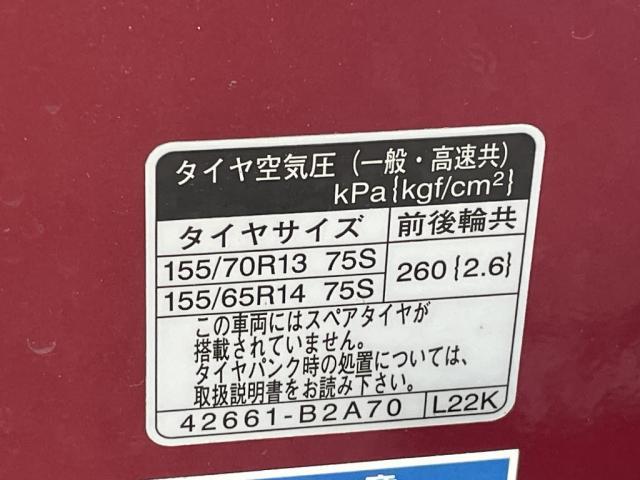 タイヤ空気圧（一般・高速共）
kPa{kgf/cm²}
タイヤサイズ 前後輪共
155/70R13 75S 260{2.6}
155/65R14 75S
この車両にはスペアタイヤが
搭載されていません。
タイヤパンク時の処置については、
取扱説明書をお読み下さい。
42661-B2A70 L22K